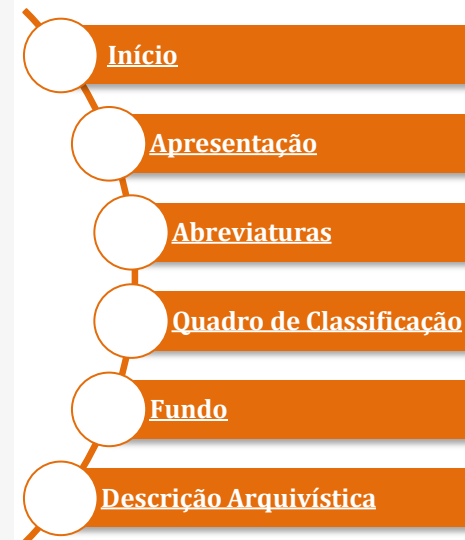 Início
Apresentação
Abreviaturas
Quadro de Classificação
Fundo
Descrição Arquivística